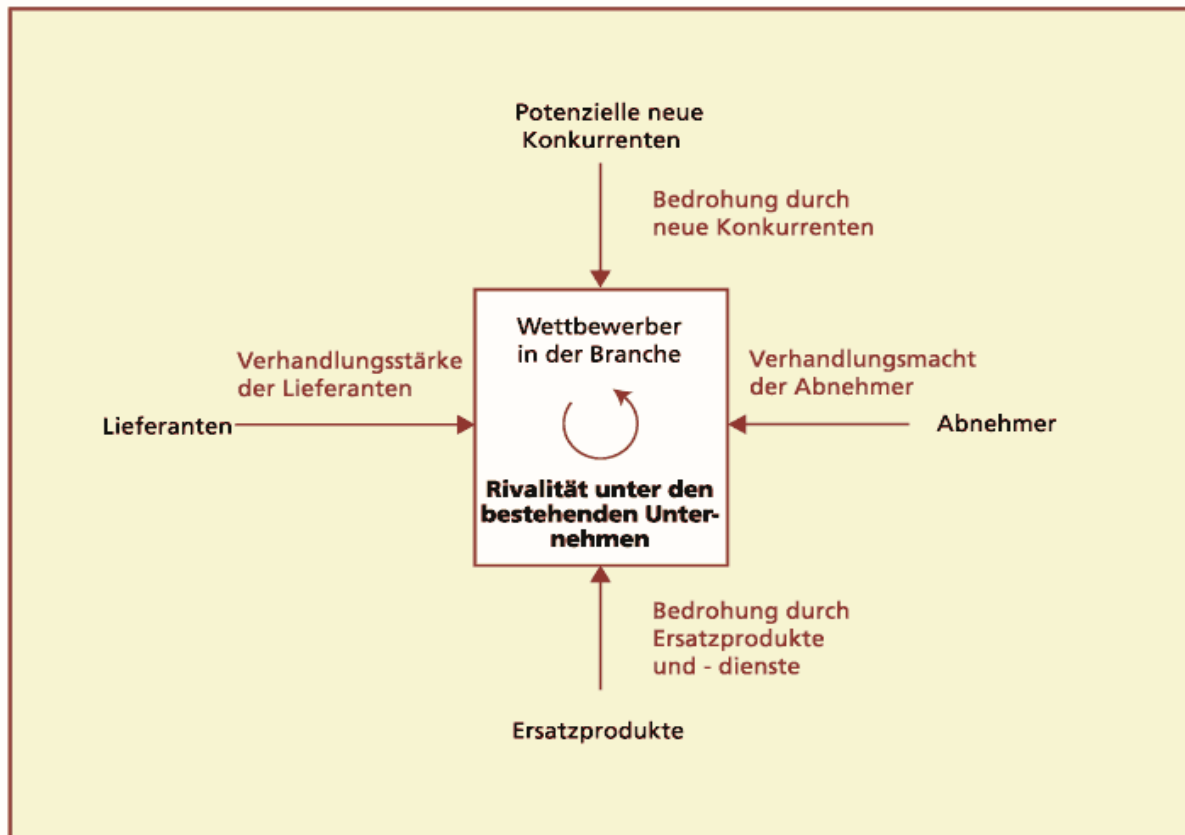 Potenzielle neue
Konkurrenten
Bedrohung durch
neue Konkurrenten
Wettbewerber
in der Branche
Verhandlungsstärke
der Lieferanten
Verhandlungsmacht
der Abnehmer
Lieferanten
Abnehmer
Rivalität unter den
bestehenden Unter-
nehmen
Bedrohung durch
Ersatzprodukte
und - dienste
Ersatzprodukte